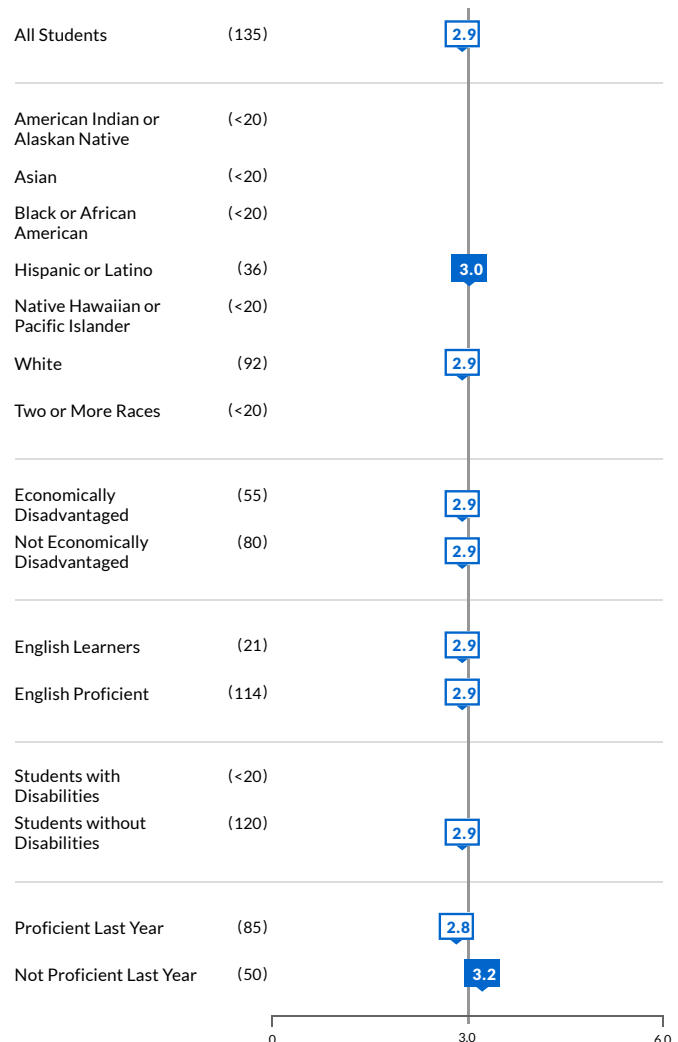 All Students (135) 2.9
American Indian or (<20)
Alaskan Native
Asian (<20)
Black or African (<20)
American
Hispanic or Latino (36) 3.0
Native Hawaiian or (<20)
Pacific Islander
White (92) 2.9
Two or More Races (<20)
Economically (55) 2.9
Disadvantaged
Not Economically (80) 2.9
Disadvantaged
English Learners (21) 2.9
English Proficient (114) 2.9
Students with (<20)
Disabilities
Students without (120) 2.9
Disabilities
Proficient Last Year (85) 2.8
Not Proficient Last Year (50) 3.2
0 3.0 6.0